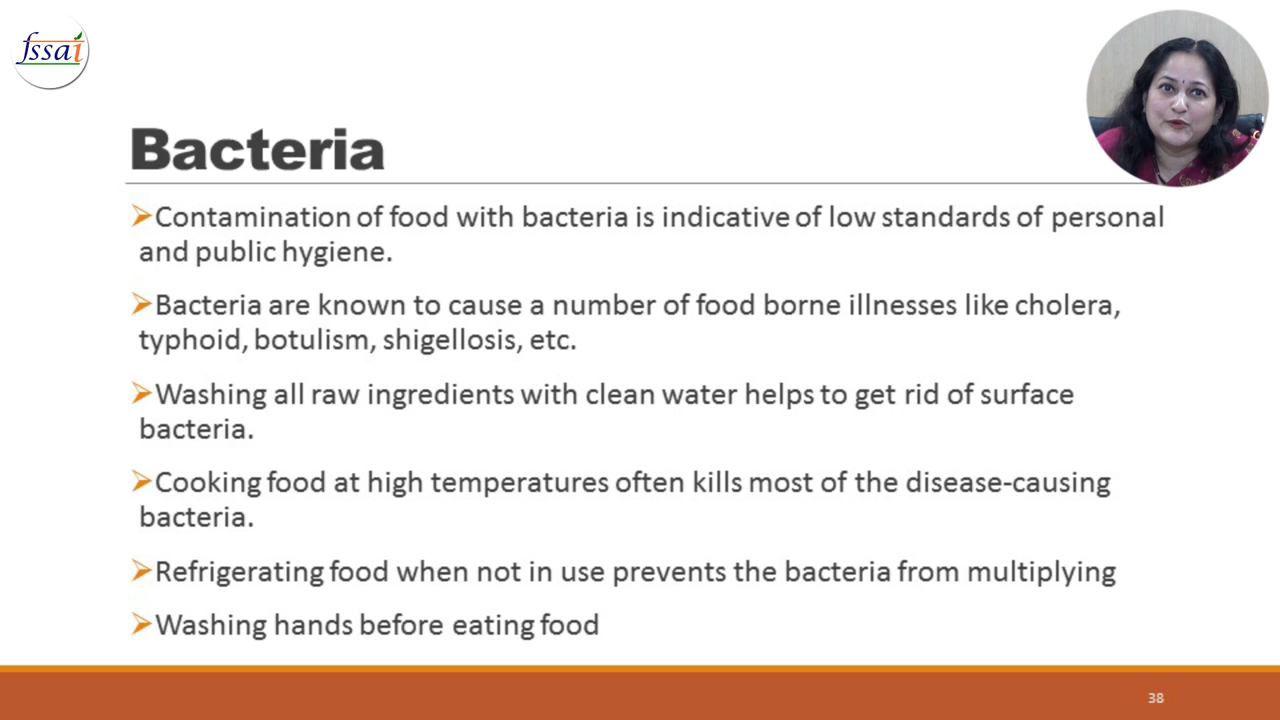 fssai
Bacteria
➢Contamination of food with bacteria is indicative of low standards of personal
and public hygiene.
➢Bacteria are known to cause a number of food borne illnesses like cholera,
typhoid, botulism, shigellosis, etc.
➢Washing all raw ingredients with clean water helps to get rid of surface
bacteria.
➢Cooking food at high temperatures often kills most of the disease-causing
bacteria.
➢Refrigerating food when not in use prevents the bacteria from multiplying
➢Washing hands before eating food
38